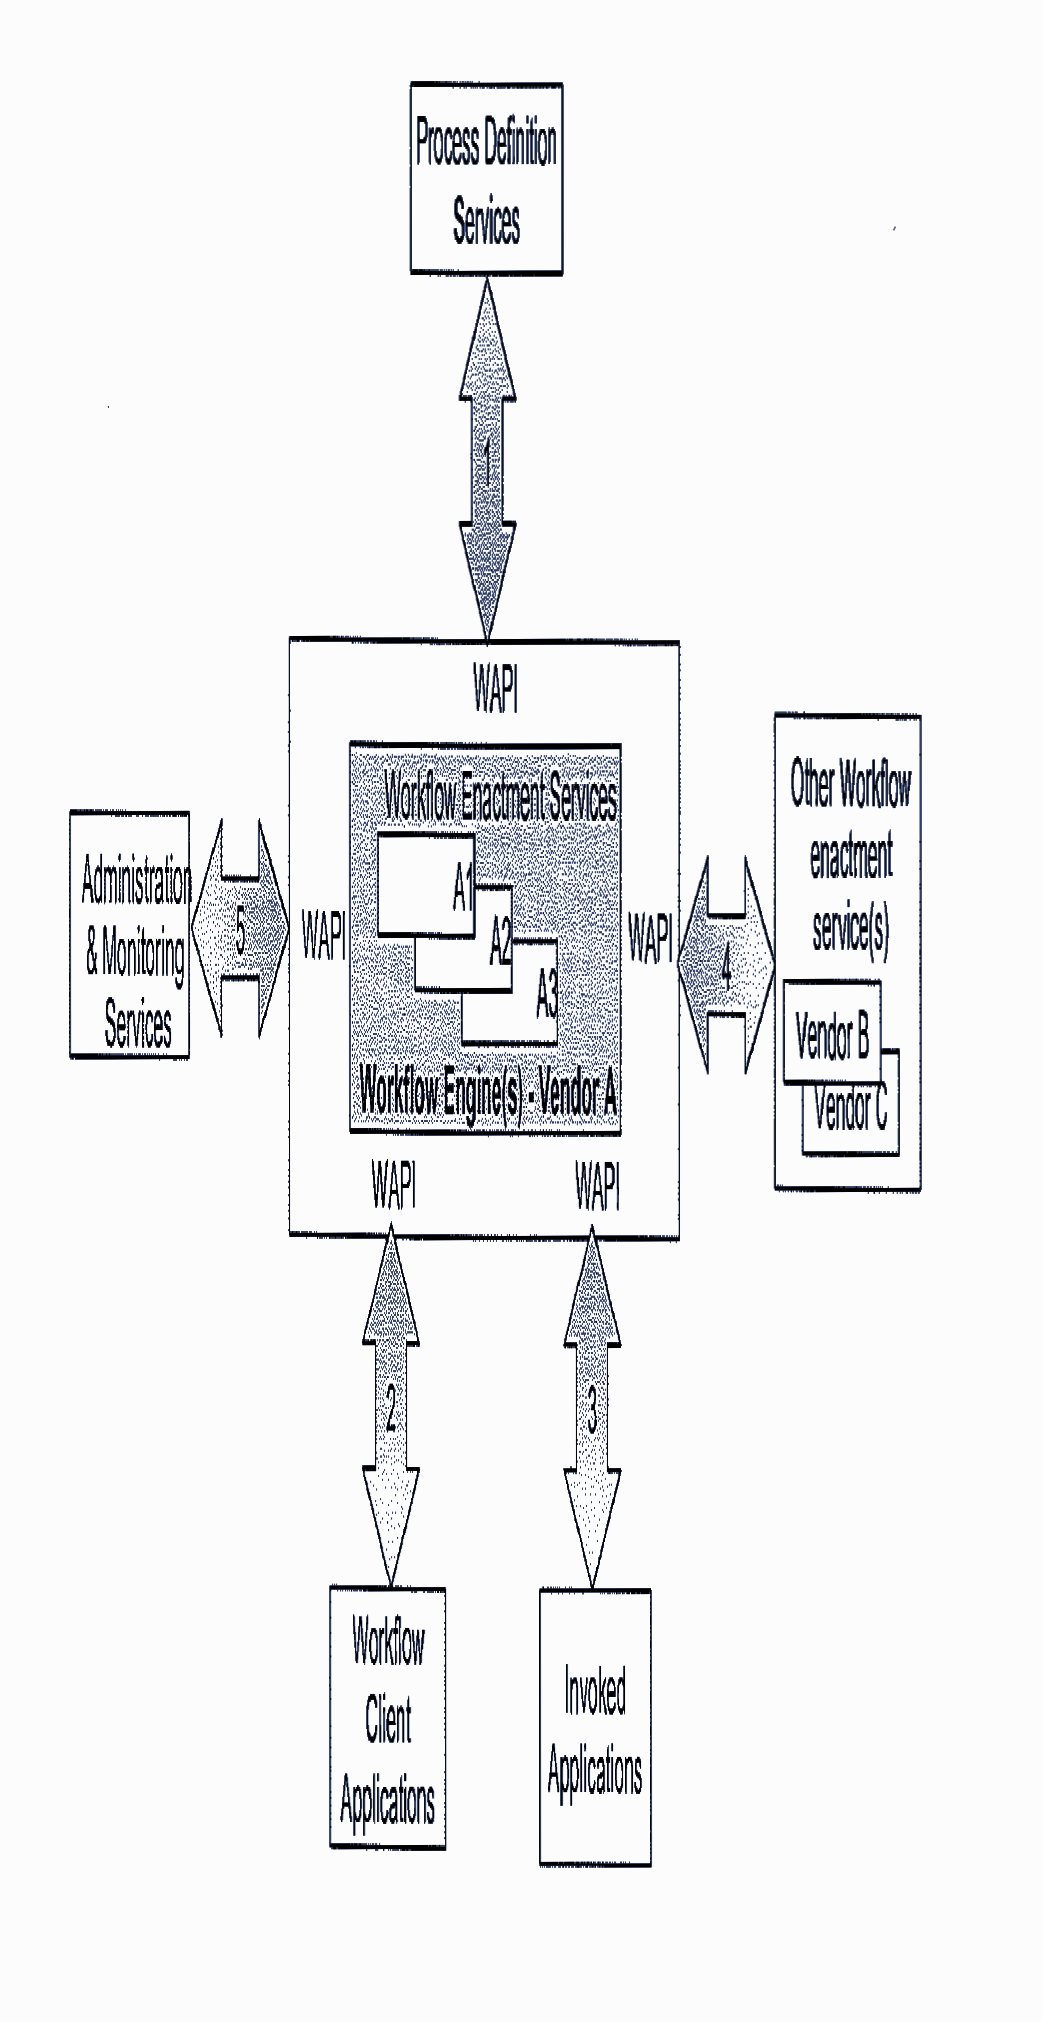 Process Definition
Services
1
WAPI
Workflow Enactment Services
A1
A2
A3
Workflow Engine(s) - Vendor A
WAPI
WAPI
Administration
& Monitoring
Services
5
4
Other Workflow
enactment
service(s)
Vendor B
Vendor C
WAPI
WAPI
2
3
Workflow
Client
Applications
Invoked
Applications